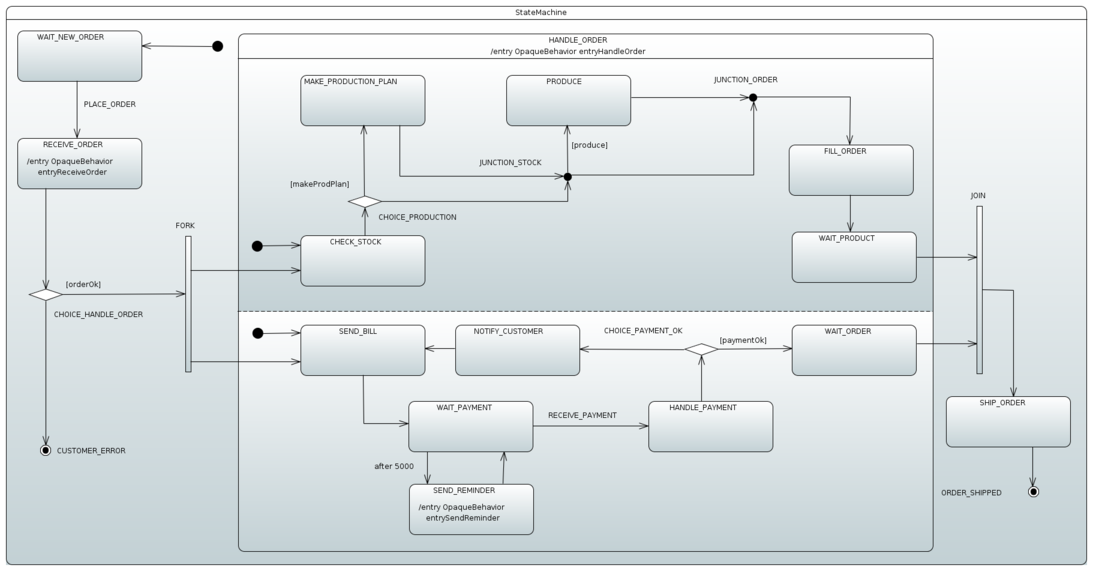 StateMachine
WAIT_NEW_ORDER
PLACE_ORDER
RECEIVE_ORDER
/entry OpaqueBehavior
entryReceiveOrder
[orderOk]
CHOICE_HANDLE_ORDER
CUSTOMER_ERROR
FORK
HANDLE_ORDER
/entry OpaqueBehavior entryHandleOrder
MAKE_PRODUCTION_PLAN
PRODUCE
JUNCTION_ORDER
[produce]
JUNCTION_STOCK
FILL_ORDER
[makeProdPlan]
CHOICE_PRODUCTION
CHECK_STOCK
WAIT_PRODUCT
SEND_BILL
NOTIFY_CUSTOMER
CHOICE_PAYMENT_OK
[paymentOk]
WAIT_ORDER
WAIT_PAYMENT
RECEIVE_PAYMENT
HANDLE_PAYMENT
after 5000
SEND_REMINDER
/entry OpaqueBehavior
entrySendReminder
JOIN
SHIP_ORDER
ORDER_SHIPPED